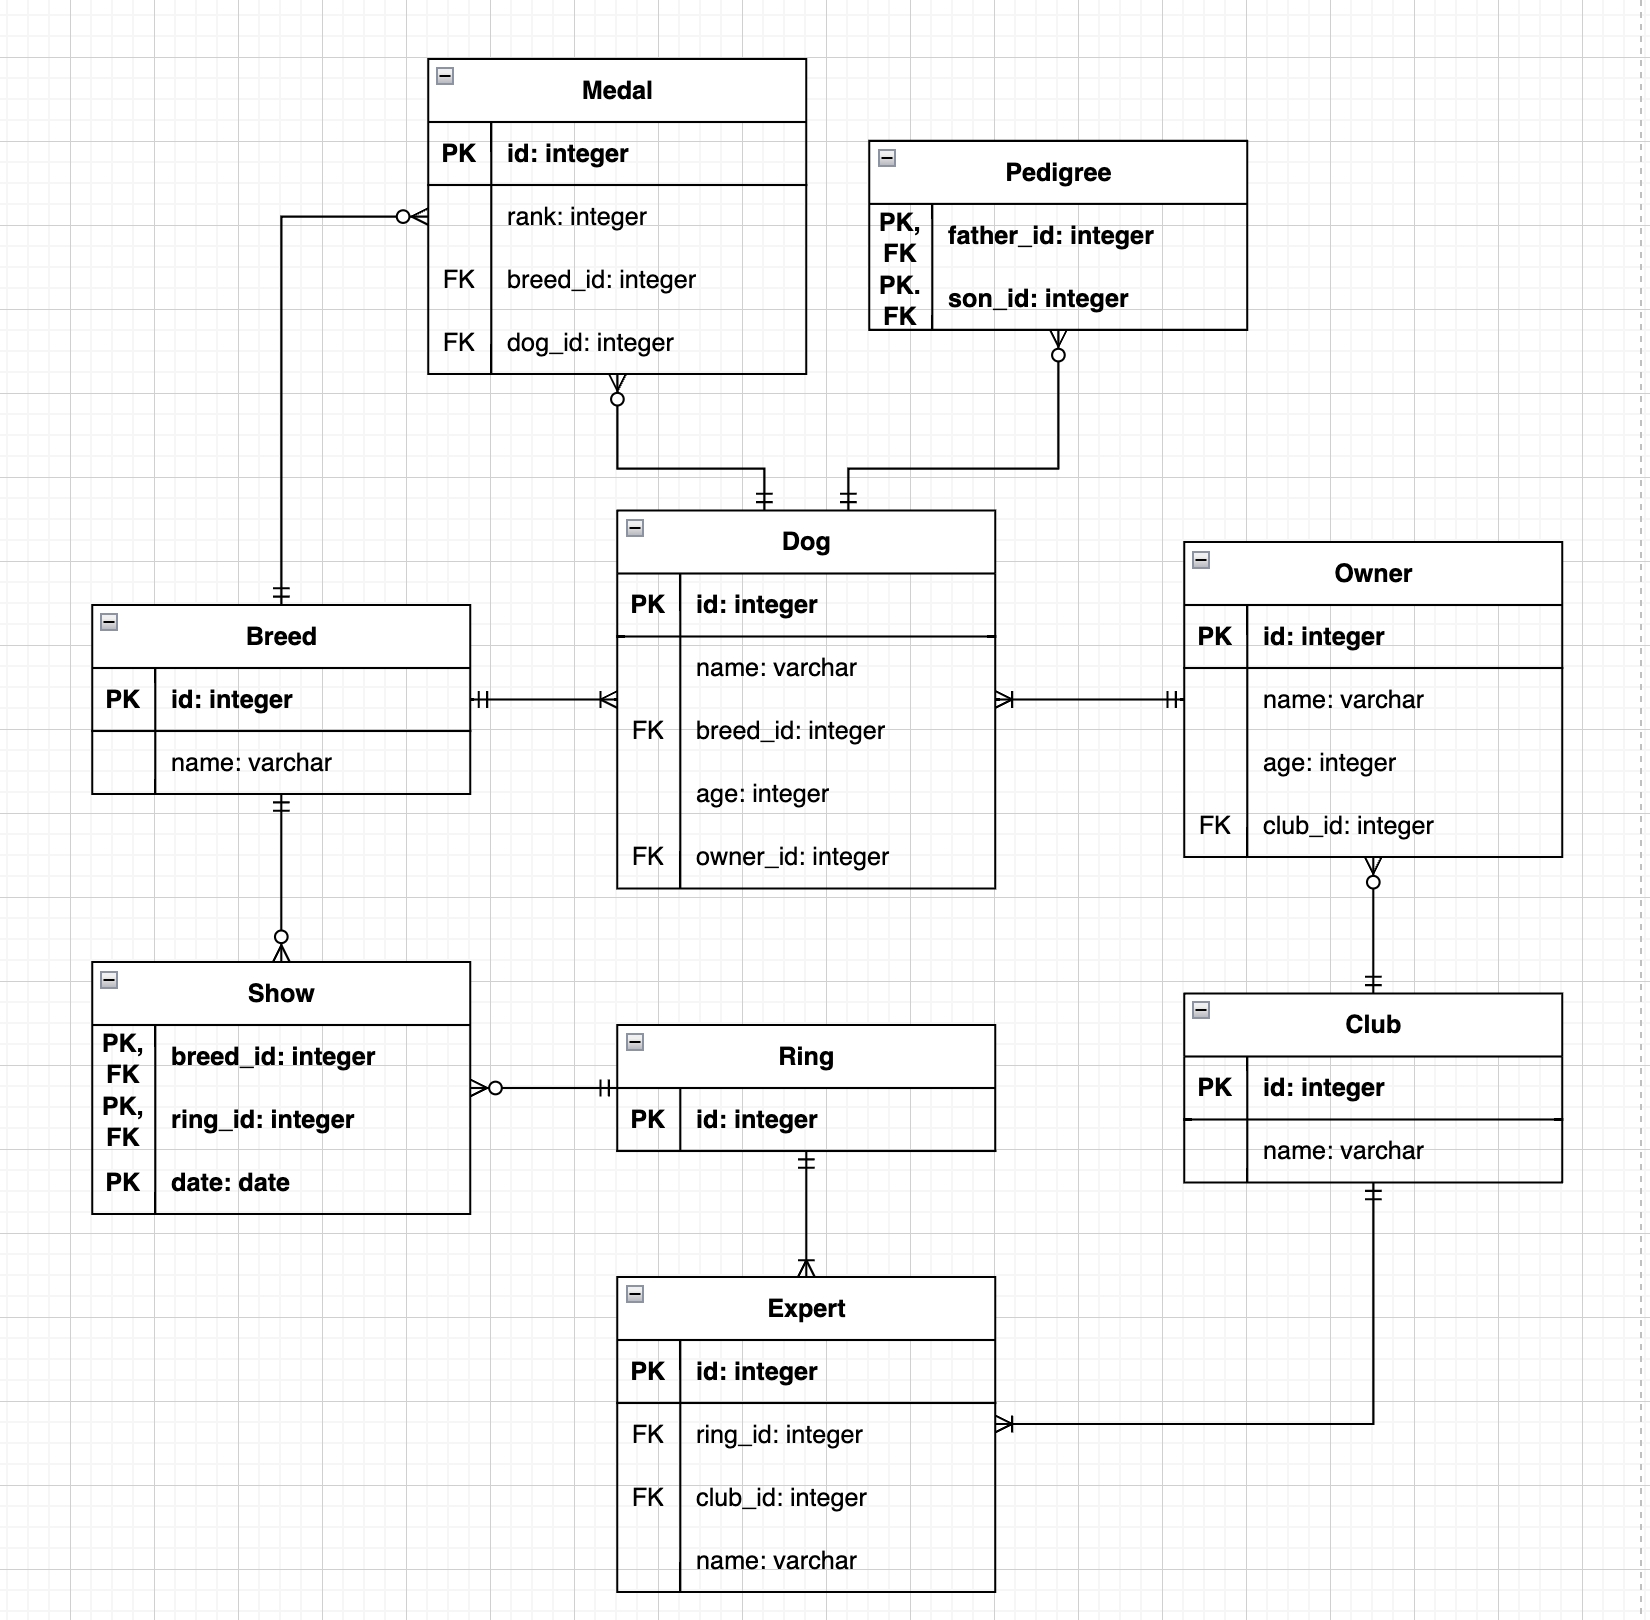 Medal
PK id: integer
rank: integer
FK breed_id: integer
FK dog_id: integer
Pedigree
PK,
FK
father_id: integer
PK.
FK
son_id: integer
Dog
PK id: integer
name: varchar
FK breed_id: integer
age: integer
FK owner_id: integer
Owner
PK id: integer
name: varchar
age: integer
FK club_id: integer
Breed
PK id: integer
name: varchar
Show
PK,
FK
breed_id: integer
PK,
FK
ring_id: integer
PK date: date
Ring
PK id: integer
Club
PK id: integer
name: varchar
Expert
PK id: integer
FK ring_id: integer
FK club_id: integer
name: varchar